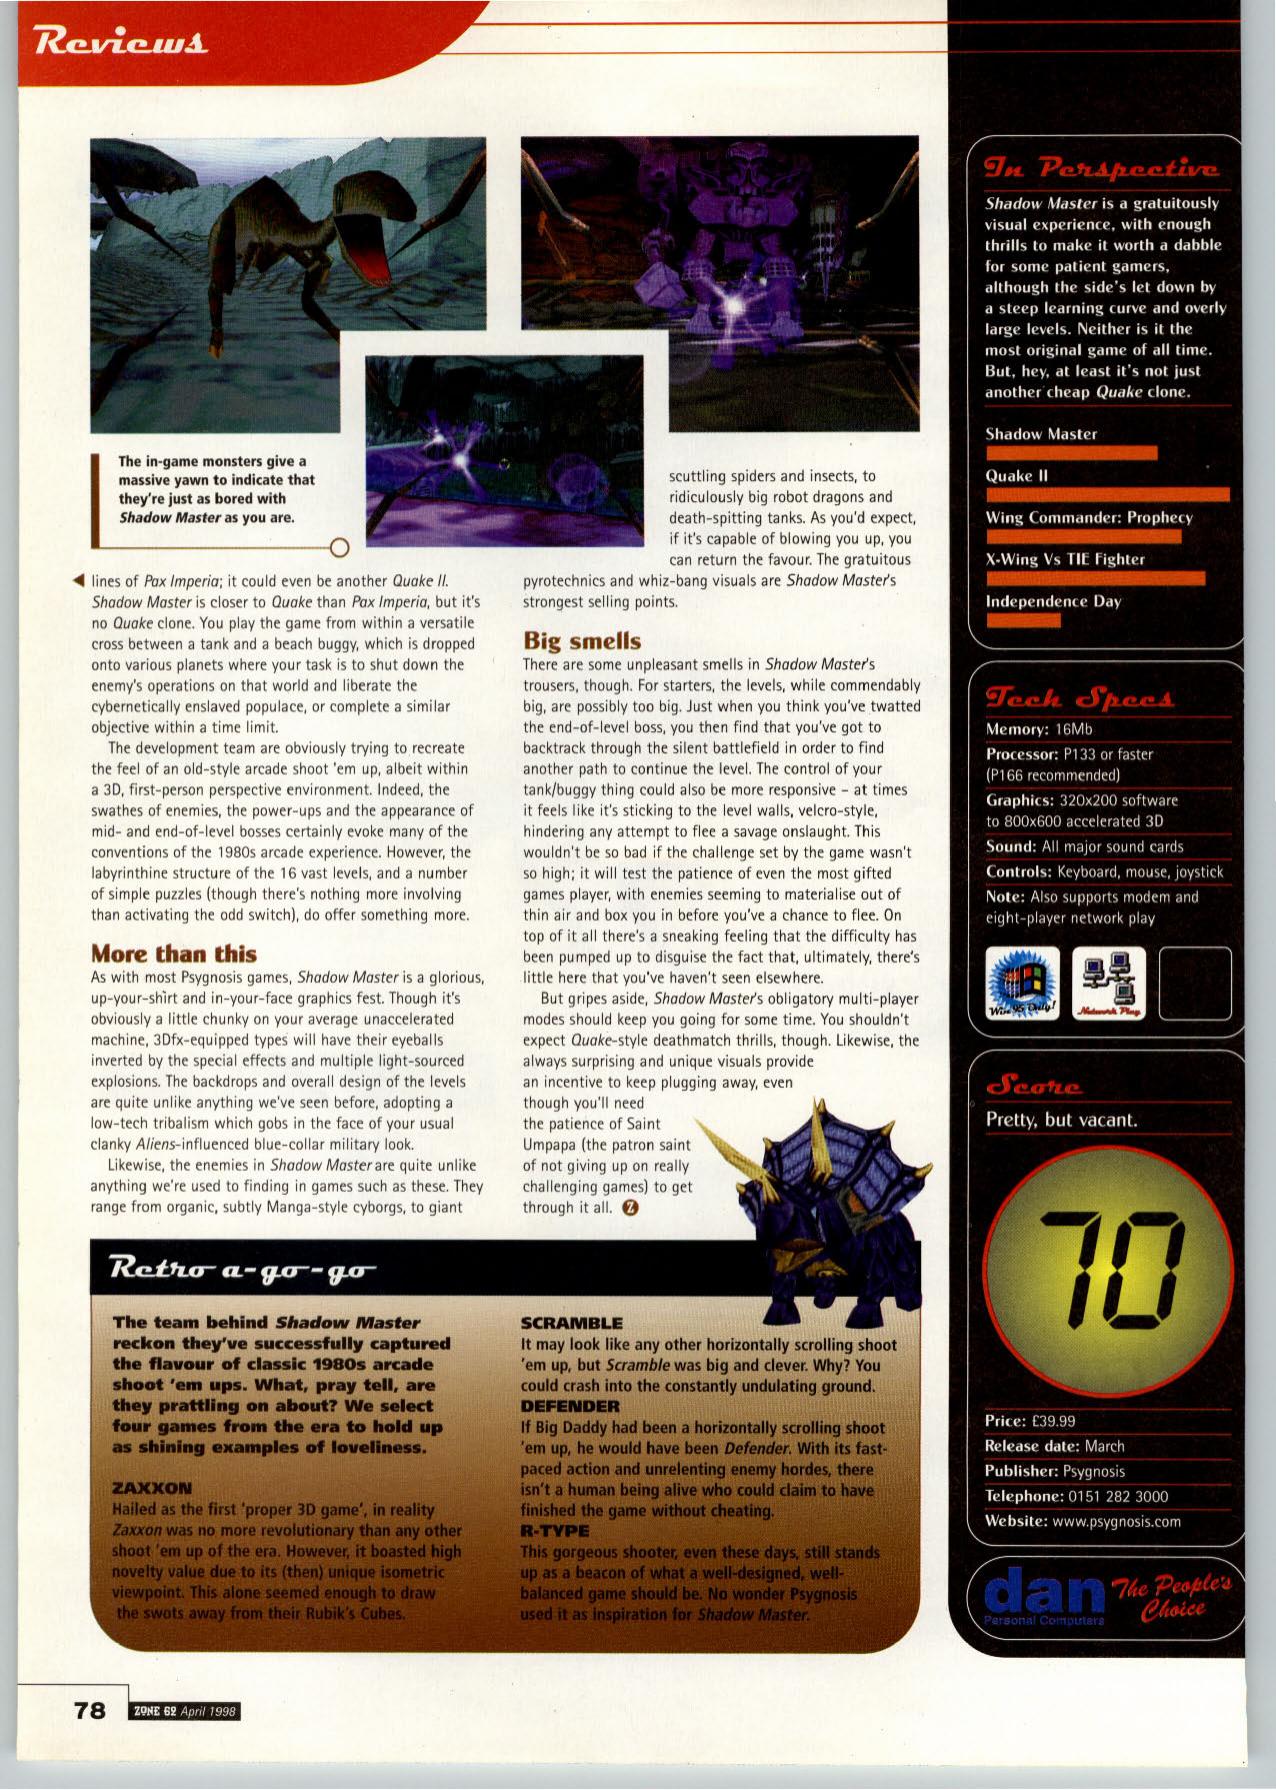 Reviews
The in-game monsters give a
massive yawn to indicate that
they're just as bored with
Shadow Master as you are.
lines of Pax Imperia; it could even be another Quake II.
Shadow Master is closer to Quake than Pax Imperia, but it's
no Quake clone. You play the game from within a versatile
cross between a tank and a beach buggy, which is dropped
onto various planets where your task is to shut down the
enemy's operations on that world and liberate the
cybernetically enslaved populace, or complete a similar
objective within a time limit.
The development team are obviously trying to recreate
the feel of an old-style arcade shoot 'em up, albeit within
a 3D, first-person perspective environment. Indeed, the
swathes of enemies, the power-ups and the appearance of
mid- and end-of-level bosses certainly evoke many of the
conventions of the 1980s arcade experience. However, the
labyrinthine structure of the 16 vast levels, and a number
of simple puzzles (though there's nothing more involving
than activating the odd switch), do offer something more.
More than this
As with most Psygnosis games, Shadow Master is a glorious,
up-your-shirt and in-your-face graphics fest. Though it's
obviously a little chunky on your average unaccelerated
machine, 3Dfx-equipped types will have their eyeballs
inverted by the special effects and multiple light-sourced
explosions. The backdrops and overall design of the levels
are quite unlike anything we've seen before, adopting a
low-tech tribalism which gobs in the face of your usual
clanky Aliens-influenced blue-collar military look.
Likewise, the enemies in Shadow Master are quite unlike
anything we're used to finding in games such as these. They
range from organic, subtly Manga-style cyborgs, to giant
scuttling spiders and insects, to
ridiculously big robot dragons and
death-spitting tanks. As you'd expect,
if it's capable of blowing you up, you
can return the favour. The gratuitous
pyrotechnics and whiz-bang visuals are Shadow Master's
strongest selling points.
Big smells
There are some unpleasant smells in Shadow Master's
trousers, though. For starters, the levels, while commendably
big, are possibly too big. Just when you think you've twatted
the end-of-level boss, you then find that you've got to
backtrack through the silent battlefield in order to find
another path to continue the level. The control of your
tank/buggy thing could also be more responsive – at times
it feels like it's sticking to the level walls, velcro-style,
hindering any attempt to flee a savage onslaught. This
wouldn't be so bad if the challenge set by the game wasn't
so high; it will test the patience of even the most gifted
games player, with enemies seeming to materialise out of
thin air and box you in before you've a chance to flee. On
top of it all there's a sneaking feeling that the difficulty has
been pumped up to disguise the fact that, ultimately, there's
little here that you've haven't seen elsewhere.
But gripes aside, Shadow Master's obligatory multi-player
modes should keep you going for some time. You shouldn't
expect Quake-style deathmatch thrills, though. Likewise, the
always surprising and unique visuals provide
an incentive to keep plugging away, even
though you'll need
the patience of Saint
Umpapa (the patron saint
of not giving up on really
challenging games) to get
through it all. Z
Retro a-go-go
The team behind Shadow Master
reckon they've successfully captured
the flavour of classic 1980s arcade
shoot 'em ups. What, pray tell, are
they prattling on about? We select
four games from the era to hold up
as shining examples of loveliness.
ZAXXON
Hailed as the first 'proper 3D game', in reality
Zaxxon was no more revolutionary than any other
shoot 'em up of the era. However, it boasted high
novelty value due to its (then) unique isometric
viewpoint. This alone seemed enough to draw
the swots away from their Rubik's Cubes.
SCRAMBLE
It may look like any other horizontally scrolling shoot
'em up, but Scramble was big and clever. Why? You
could crash into the constantly undulating ground.
DEFENDER
If Big Daddy had been a horizontally scrolling shoot
'em up, he would have been Defender. With its fast-
paced action and unrelenting enemy hordes, there
isn't a human being alive who could claim to have
finished the game without cheating.
R-TYPE
This gorgeous shooter, even these days, still stands
up as a beacon of what a well-designed, well-
balanced game should be. No wonder Psygnosis
used it as inspiration for Shadow Master.
In Perspective
Shadow Master is a gratuitously
visual experience, with enough
thrills to make it worth a dabble
for some patient gamers,
although the side's let down by
a steep learning curve and overly
large levels. Neither is it the
most original game of all time.
But, hey, at least it's not just
another cheap Quake clone.
Shadow Master
Quake II
Wing Commander: Prophecy
X-Wing Vs TIE Fighter
Independence Day
Tech Specs
Memory: 16Mb
Processor: P133 or faster
(P166 recommended)
Graphics: 320x200 software
to 800x600 accelerated 3D
Sound: All major sound cards
Controls: Keyboard, mouse, joystick
Note: Also supports modem and
eight-player network play
Win 95 Only!
Network Play
Score
Pretty, but vacant.
70
Price: £39.99
Release date: March
Publisher: Psygnosis
Telephone: 0151 282 3000
Website: www.psygnosis.com
dan
Personal Computers
The People's
Choice
78
ZONE 62 April 1998